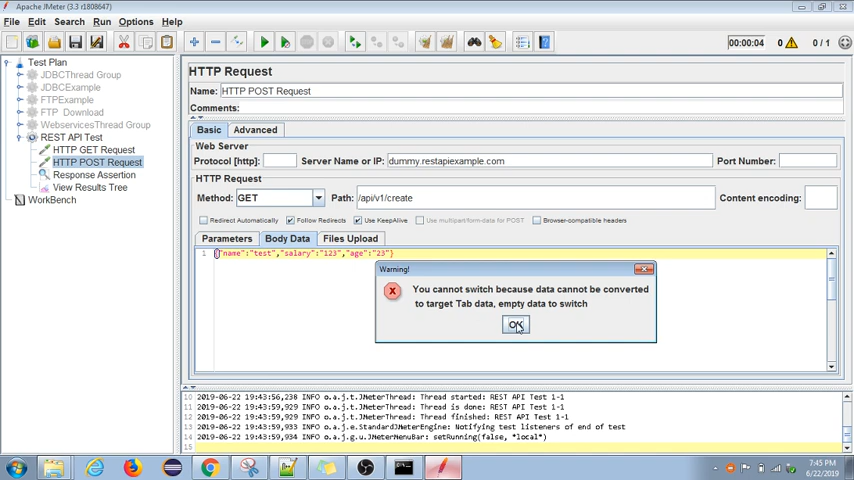 Apache JMeter (3.3 r1808647)
File Edit Search Run Options Help
00:00:04 0 0 / 1
Test Plan
JDBCThread Group
JDBCExample
FTPExample
FTP_Download
WebservicesThread Group
REST API Test
HTTP GET Request
HTTP POST Request
Response Assertion
View Results Tree
WorkBench
HTTP Request
Name: HTTP POST Request
Comments:
Basic Advanced
Web Server
Protocol [http]: Server Name or IP: dummy.restapiexample.com Port Number:
HTTP Request
Method: GET Path: /api/v1/create Content encoding:
Redirect Automatically Follow Redirects Use KeepAlive Use multipart/form-data for POST Browser-compatible headers
Parameters Body Data Files Upload
1 {"name":"test","salary":"123","age":"23"}
Warning!
You cannot switch because data cannot be converted
to target Tab data, empty data to switch
OK
10 2019-06-22 19:43:56,238 INFO o.a.j.t.JMeterThread: Thread started: REST API Test 1-1
11 2019-06-22 19:43:59,929 INFO o.a.j.t.JMeterThread: Thread is done: REST API Test 1-1
12 2019-06-22 19:43:59,929 INFO o.a.j.t.JMeterThread: Thread finished: REST API Test 1-1
13 2019-06-22 19:43:59,933 INFO o.a.j.e.StandardJMeterEngine: Notifying test listeners of end of test
14 2019-06-22 19:43:59,934 INFO o.a.j.g.u.JMeterMenuBar: setRunning(false, *local*)
15
7:45 PM
6/22/2019